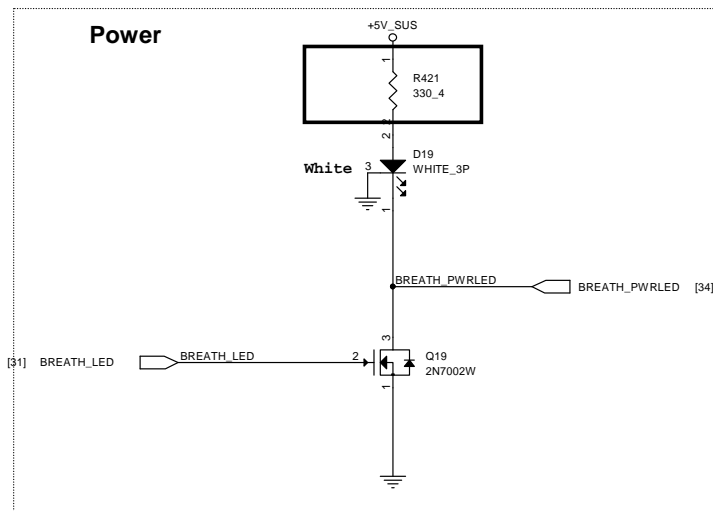 Power
+5V_SUS
1
R421
330_4
2
2
D19
White 3 WHITE_3P
1
BREATH_PWRLED
BREATH_PWRLED [34]
3
[31] BREATH_LED BREATH_LED 2
Q19
2N7002W
1